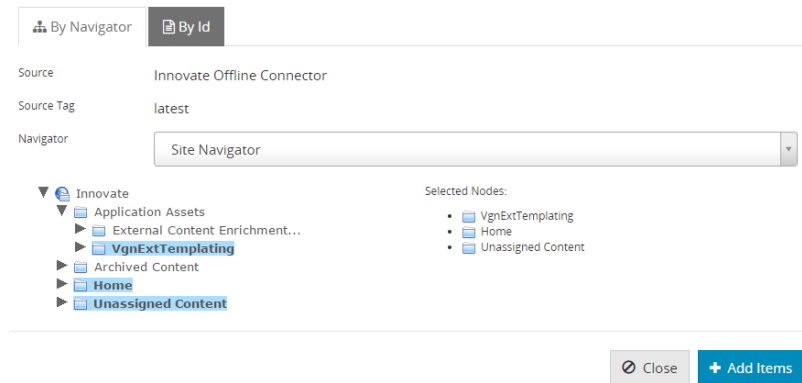 By Navigator
By Id
Source
Innovate Offline Connector
Source Tag
latest
Navigator
Site Navigator
Innovate
Application Assets
External Content Enrichment...
VgnExtTemplating
Archived Content
Home
Unassigned Content
Selected Nodes:
VgnExtTemplating
Home
Unassigned Content
Close
Add Items